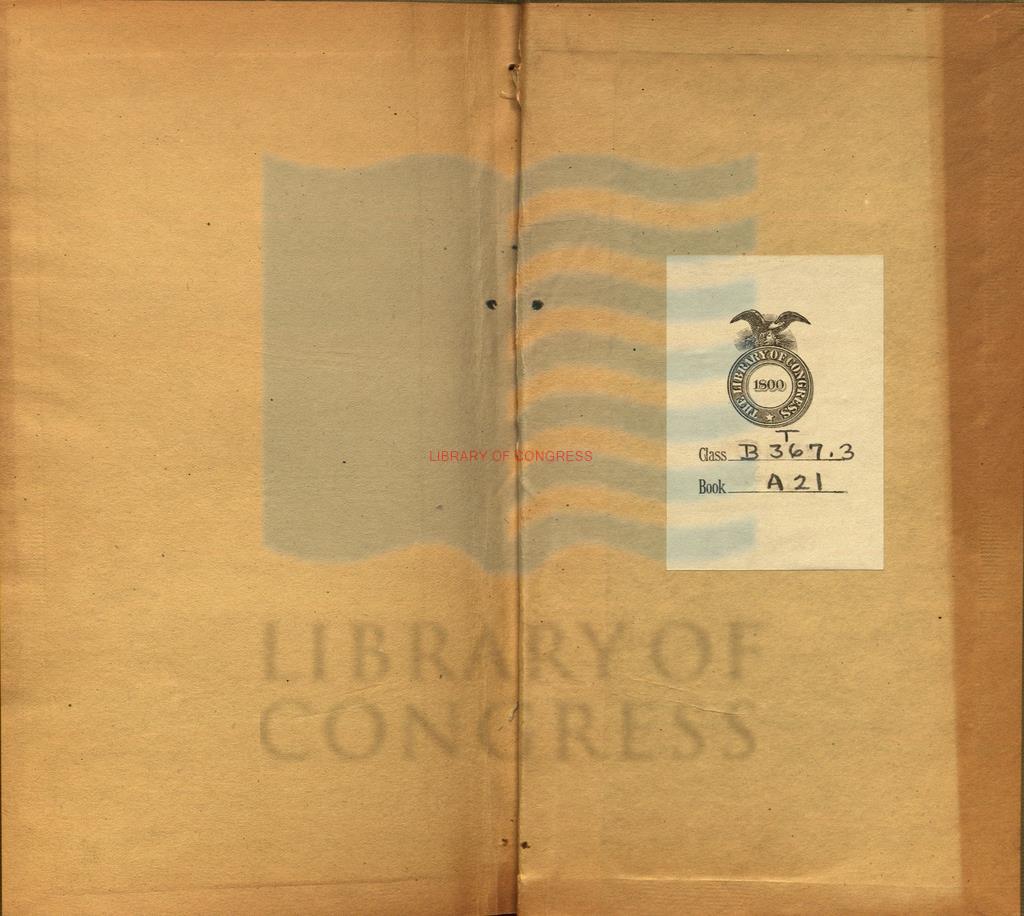 THE LIBRARY OF CONGRESS
1800
T
Class B 367.3
Book A 21
LIBRARY OF CONGRESS
LIBRARY OF
CONGRESS